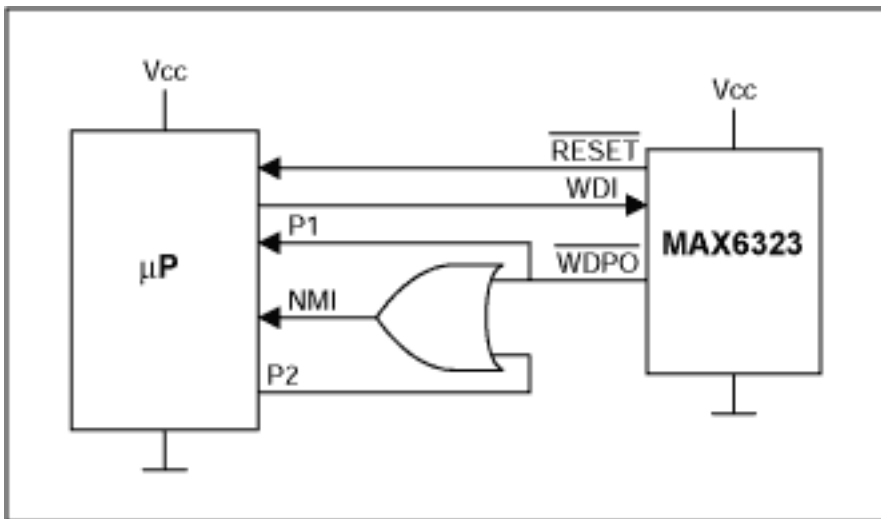 Vcc
Vcc
RESET
WDI
P1
WDPO
MAX6323
μP
NMI
P2